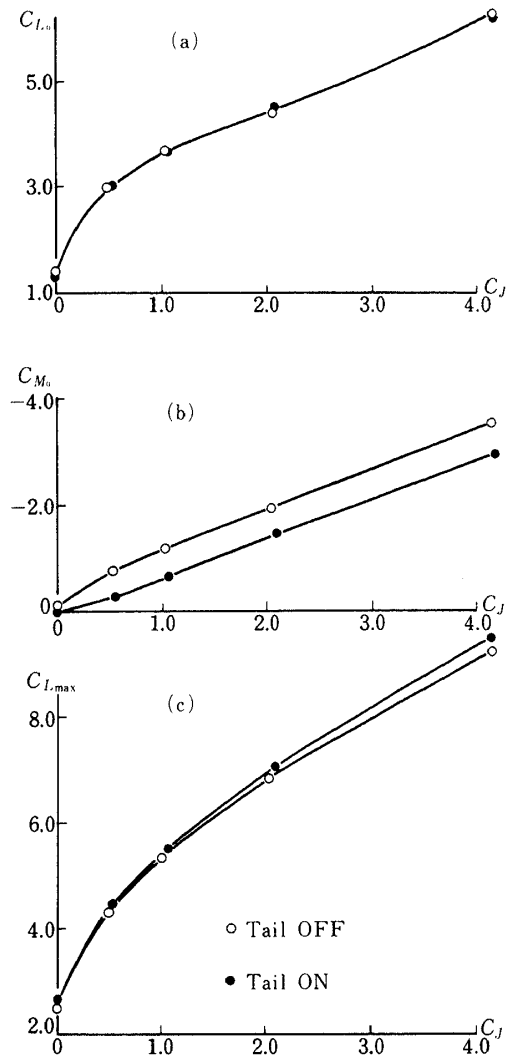 C_{L_0}
(a)
5.0
3.0
1.0
0 1.0 2.0 3.0 4.0 C_J
C_{M_0}
(b)
−4.0
−2.0
0
0 1.0 2.0 3.0 4.0 C_J
C_{L_{max}}
(c)
8.0
6.0
4.0
○ Tail OFF
● Tail ON
2.0
0 1.0 2.0 3.0 4.0 C_J